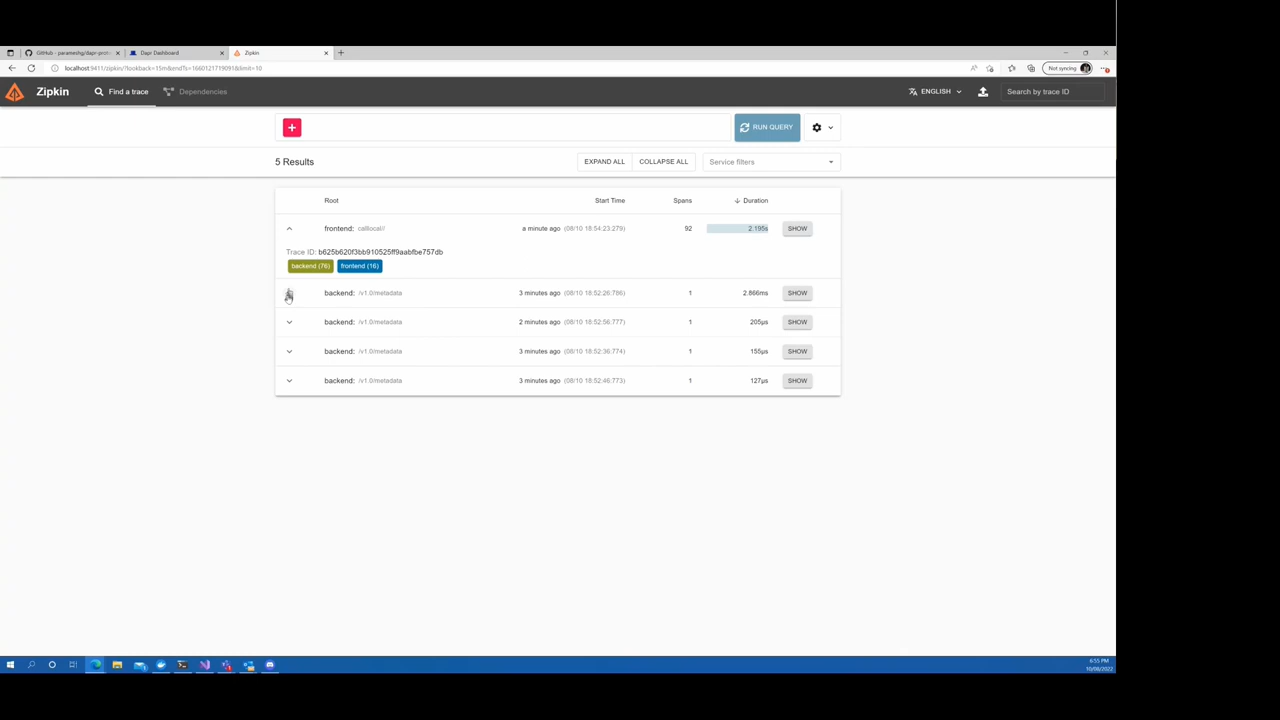 GitHub - parameshg/dapr-prot
Dapr Dashboard
Zipkin
localhost:9411/zipkin/?lookback=15m&endTs=1660121719091&limit=10
Not syncing
Zipkin
Find a trace
Dependencies
ENGLISH
Search by trace ID
RUN QUERY
5 Results
EXPAND ALL
COLLAPSE ALL
Service filters
Root
Start Time
Spans
Duration
frontend: calllocal// a minute ago (08/10 18:54:23.279) 92 2.195s SHOW
Trace ID: b625b620f3bb910525ff9aabfbe757db
backend (76) frontend (16)
backend: /v1.0/metadata 3 minutes ago (08/10 18:52:26.786) 1 2.866ms SHOW
backend: /v1.0/metadata 2 minutes ago (08/10 18:52:56.777) 1 205μs SHOW
backend: /v1.0/metadata 3 minutes ago (08/10 18:52:36.774) 1 155μs SHOW
backend: /v1.0/metadata 3 minutes ago (08/10 18:52:46.773) 1 127μs SHOW
6:55 PM
10/08/2022